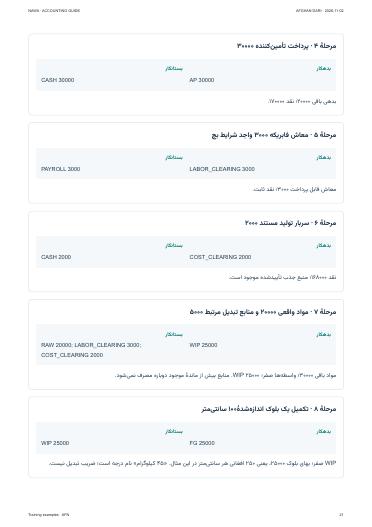 NAWA · ACCOUNTING GUIDE
AFGHAN DARI · 2026-11-02
مرحلهٔ ۴ · پرداخت تأمین‌کننده ۳۰۰۰۰
بدهکار بستانکار
AP 30000 CASH 30000
بدهی باقی ۲۰۰۰۰؛ نقد ۱۷۰۰۰۰.
مرحلهٔ ۵ · معاش فابریکه ۳۰۰۰ واجد شرایط بچ
بدهکار بستانکار
LABOR_CLEARING 3000 PAYROLL 3000
معاش قابل پرداخت ۳۰۰۰؛ نقد ثابت.
مرحلهٔ ۶ · سربار تولید مستند ۲۰۰۰
بدهکار بستانکار
COST_CLEARING 2000 CASH 2000
نقد ۱۶۸۰۰۰؛ منبع جذب تأییدشده موجود است.
مرحلهٔ ۷ · مواد واقعی ۲۰۰۰۰ و منابع تبدیل مرتبط ۵۰۰۰
بدهکار بستانکار
WIP 25000 RAW 20000; LABOR_CLEARING 3000;
COST_CLEARING 2000
مواد باقی ۳۰۰۰۰؛ واسطه‌ها صفر؛ WIP ۲۵۰۰۰. منابع بیش از ماندهٔ موجود دوباره مصرف نمی‌شود.
مرحلهٔ ۸ · تکمیل یک بلوک اندازه‌شدهٔ ۱۰۰ سانتی‌متر
بدهکار بستانکار
FG 25000 WIP 25000
WIP صفر؛ بهای بلوک ۲۵۰۰۰، یعنی ۲۵۰ افغانی هر سانتی‌متر در این مثال. «۴۵ کیلوگرام» نام درجه است؛ ضریب تبدیل نیست.
Training examples · AFN